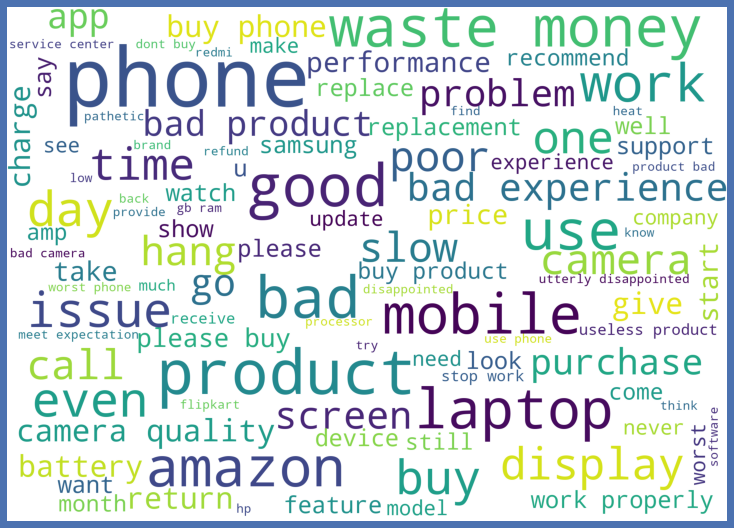 app
buy phone
waste money
service center
dont buy
redmi
make
say
phone
performance
recommend
charge
replace
problem
work
pathetic
bad product
replacement
find
heat
one
well
see
time
brand
refund
samsung
poor
experience
support
product bad
low
u
good
bad experience
day
back
provide
watch
gb ram
show
update
price
use
company
know
amp
bad camera
hang
please
slow
camera
start
take
worst phone
much
go
buy product
utterly disappointed
disappointed
give
issue
receive
bad
processor
mobile
useless product
meet expectation
please buy
try
use phone
call
product
need
look
stop work
purchase
even
flipkart
screen
laptop
come
think
camera quality
device
still
never
worst
software
battery
amazon
buy
display
want
month
return
hp
feature
model
work properly